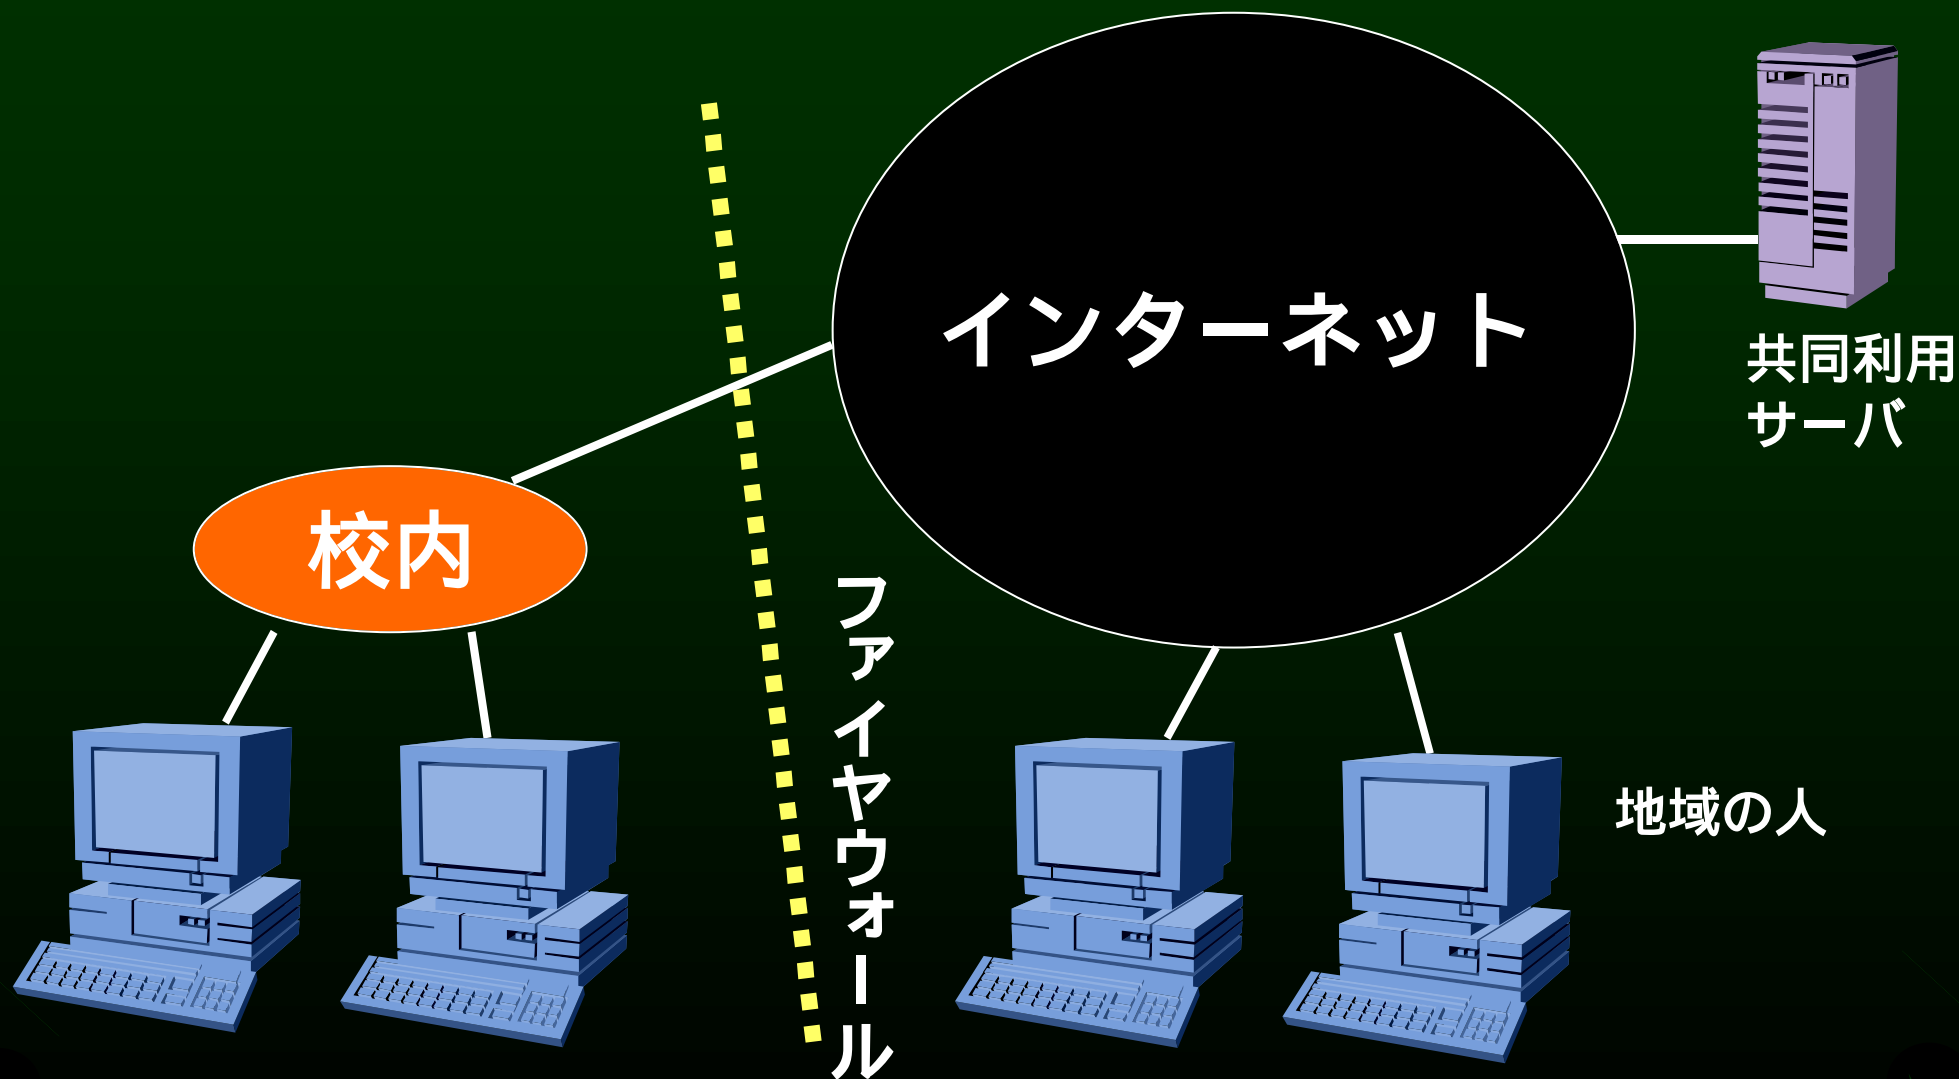 インターネット
共同利用
サーバ
校内
ファイヤウォール
地域の人